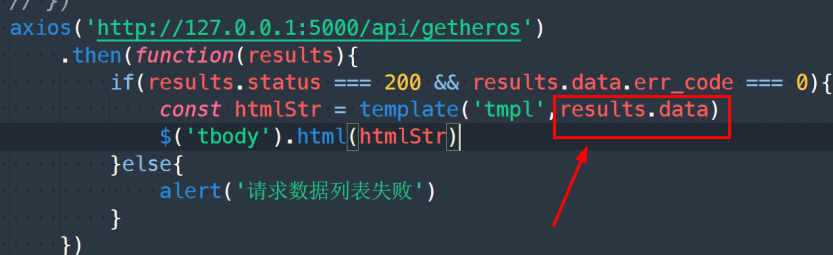 // })
axios('http://127.0.0.1:5000/api/getheros')
.then(function(results){
if(results.status === 200 && results.data.err_code === 0){
const htmlStr = template('tmpl',results.data)
$('tbody').html(htmlStr)
}else{
alert('请求数据列表失败')
}
})